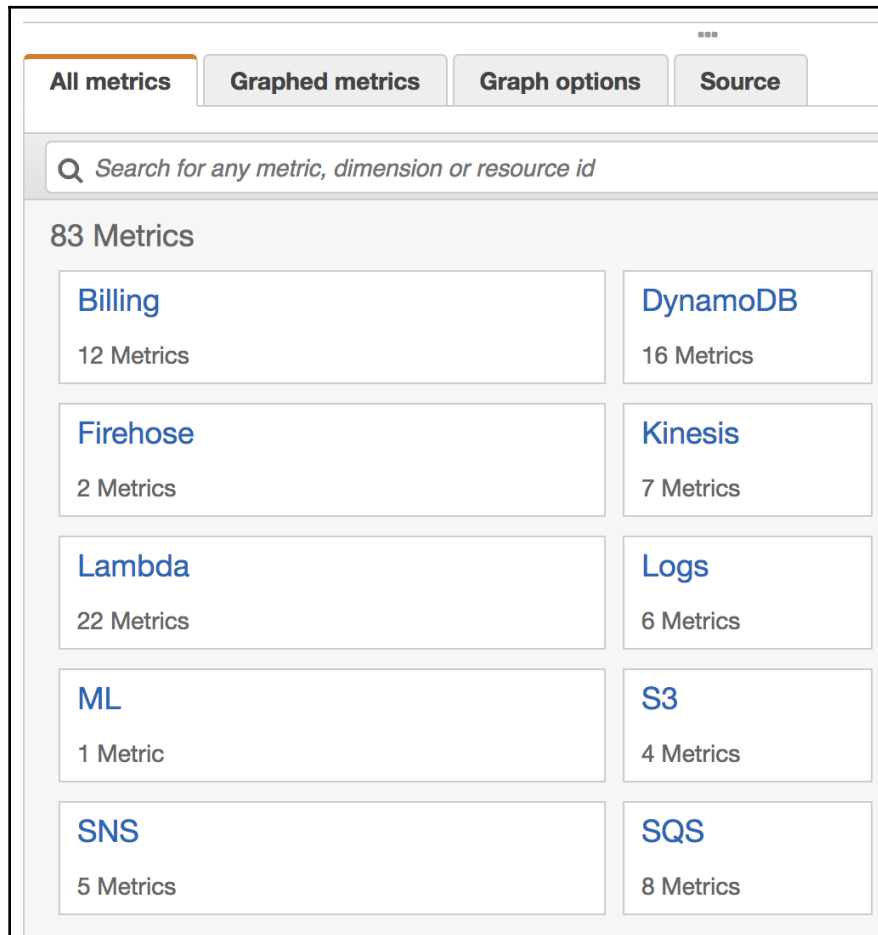 All metrics Graphed metrics Graph options Source
Search for any metric, dimension or resource id
83 Metrics
Billing
12 Metrics
DynamoDB
16 Metrics
Firehose
2 Metrics
Kinesis
7 Metrics
Lambda
22 Metrics
Logs
6 Metrics
ML
1 Metric
S3
4 Metrics
SNS
5 Metrics
SQS
8 Metrics